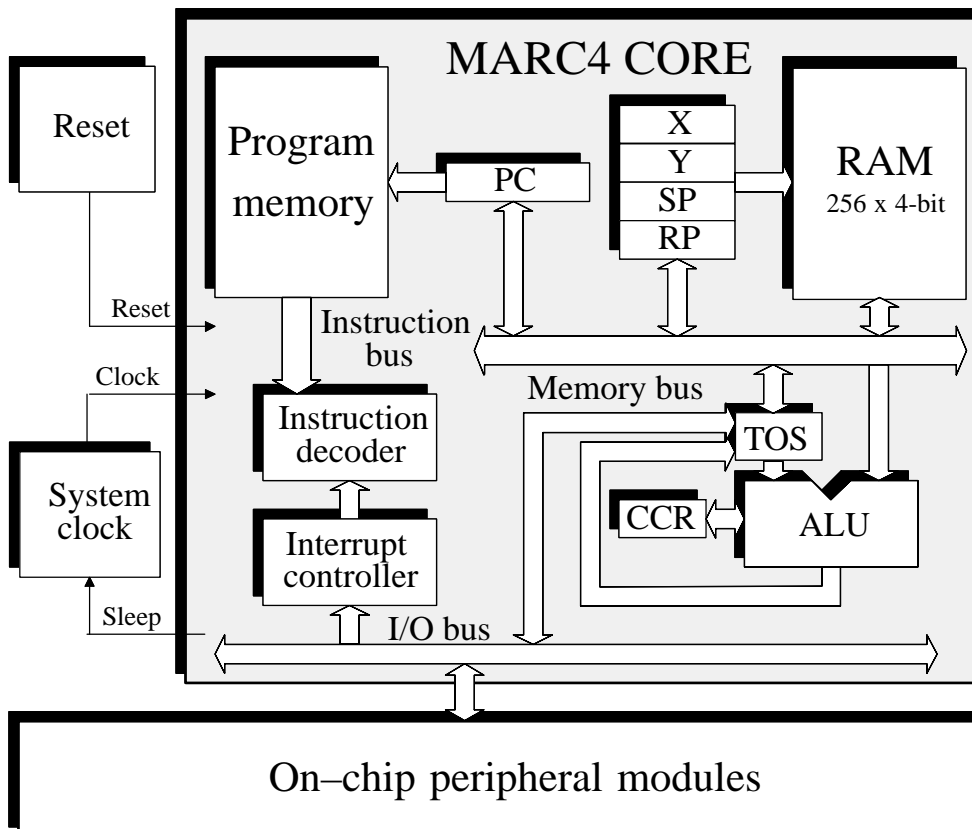 MARC4 CORE
Reset
Program
memory
PC
X
Y
SP
RP
RAM
256 x 4-bit
Reset
Instruction
bus
Clock
Memory bus
Instruction
decoder
TOS
System
clock
CCR
ALU
Interrupt
controller
Sleep
I/O bus
On–chip peripheral modules